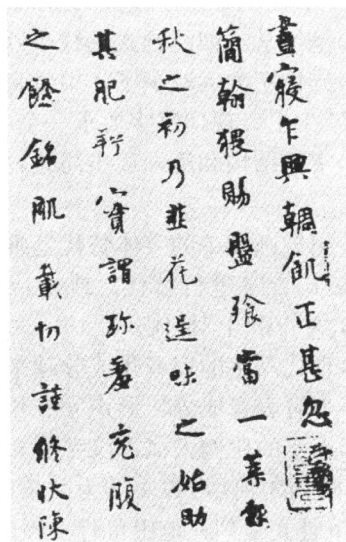 晝寢乍興輖飢正甚忽
簡翰猥賜盤飧當一葉報
秋之初乃韭花逞味之始助
其肥羜實謂珍羞充腹
之餘銘肌載切謹修狀陳